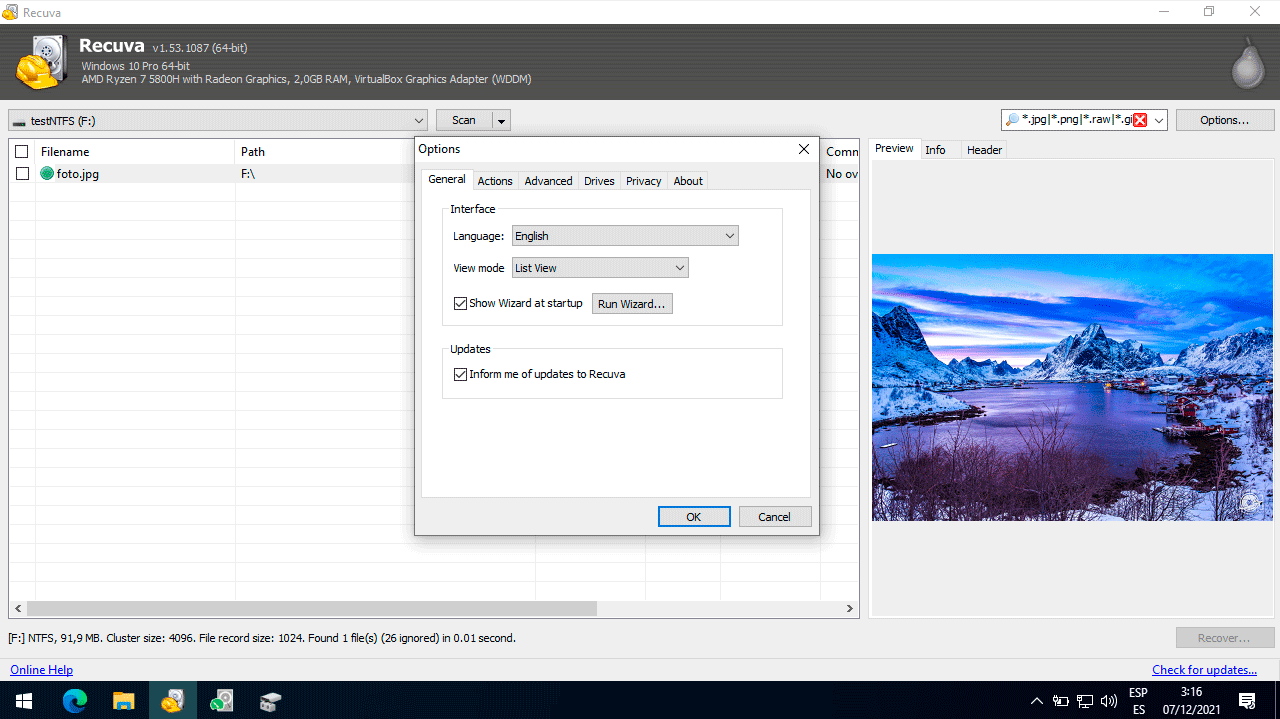 Recuva
Recuva v1.53.1087 (64-bit)
Windows 10 Pro 64-bit
AMD Ryzen 7 5800H with Radeon Graphics, 2,0GB RAM, VirtualBox Graphics Adapter (WDDM)
testNTFS (F:)
Scan
*.jpg|*.png|*.raw|*.gi
Options...
Filename
Path
Comm
foto.jpg
F:\
No ov
Options
General
Actions
Advanced
Drives
Privacy
About
Interface
Language:
English
View mode
List View
Show Wizard at startup
Run Wizard...
Updates
Inform me of updates to Recuva
OK
Cancel
Preview
Info
Header
[F:] NTFS, 91,9 MB. Cluster size: 4096. File record size: 1024. Found 1 file(s) (26 ignored) in 0.01 second.
Recover...
Online Help
Check for updates...
ESP
ES
3:16
07/12/2021